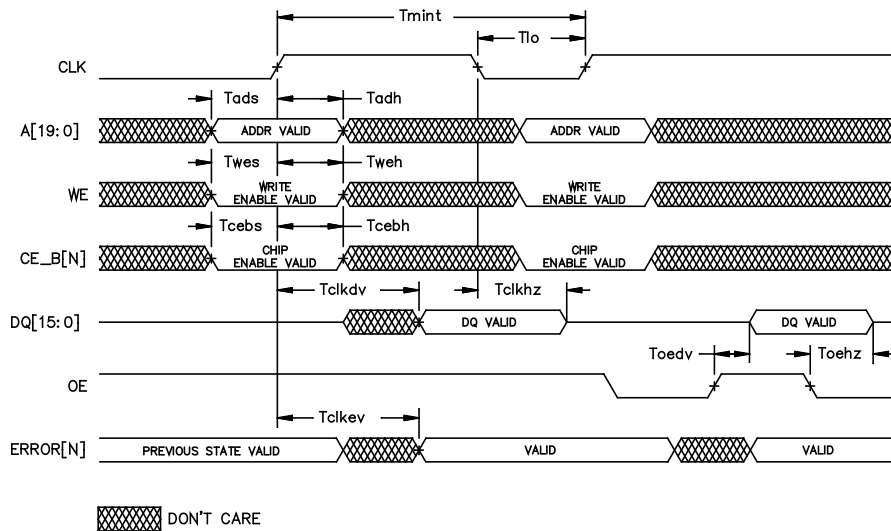 Tmint
Tlo
CLK
Tads
Tadh
A[19:0]
ADDR VALID
ADDR VALID
Twes
Tweh
WE
WRITE
ENABLE VALID
WRITE
ENABLE VALID
Tcebs
Tcebh
CE_B[N]
CHIP
ENABLE VALID
CHIP
ENABLE VALID
Tclkdv
Tclkhz
DQ[15:0]
DQ VALID
DQ VALID
Toedv
Toehz
OE
Tclkev
ERROR[N]
PREVIOUS STATE VALID
VALID
VALID
DON'T CARE